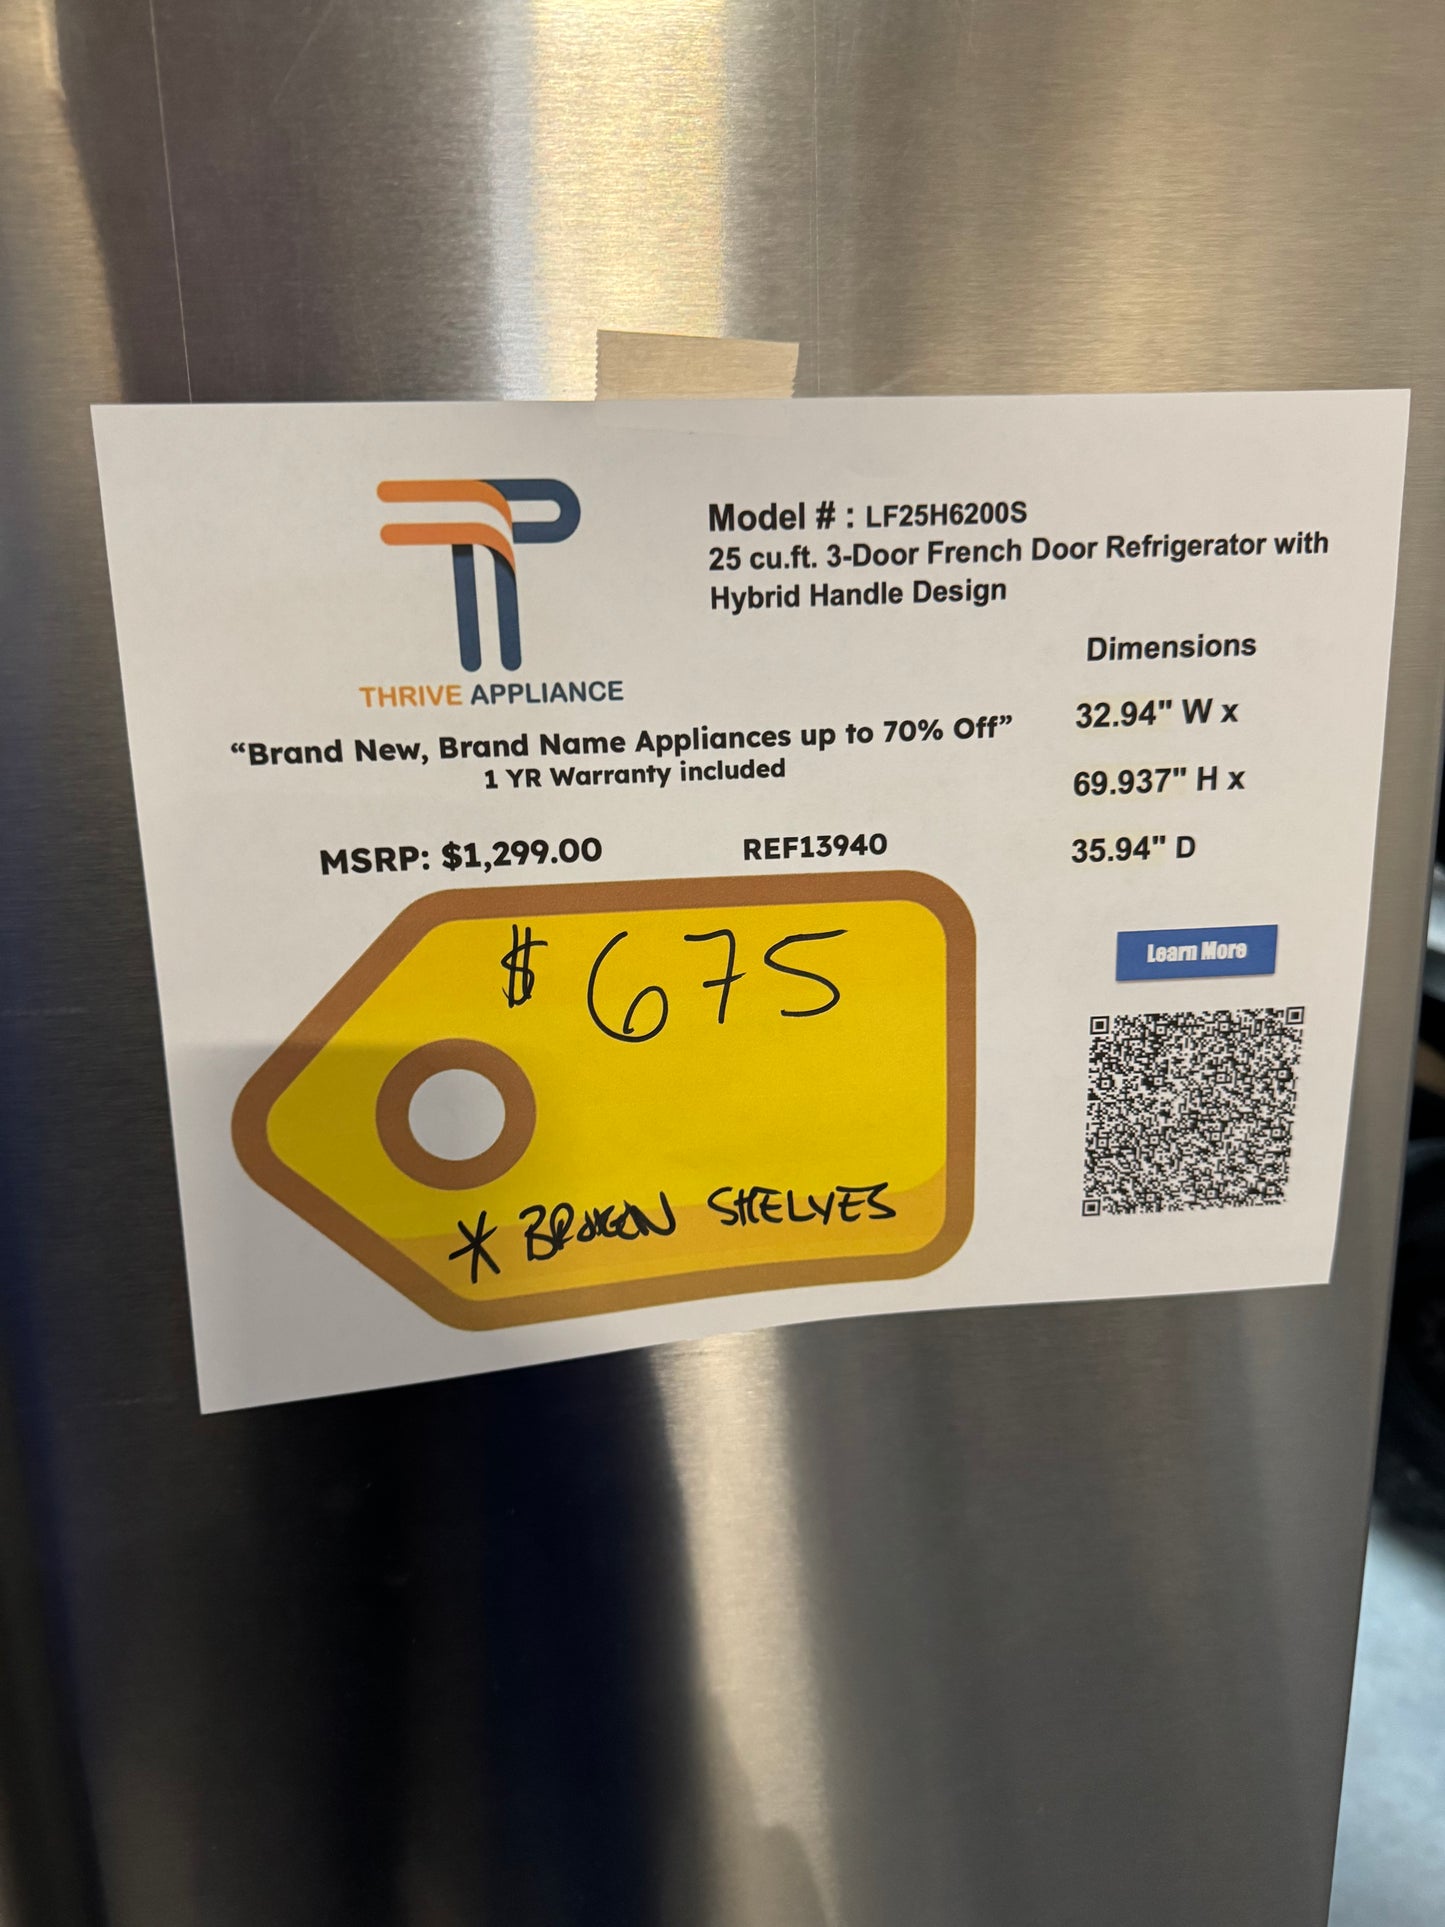 THRIVE APPLIANCE
Model # : LF25H6200S
25 cu.ft. 3-Door French Door Refrigerator with
Hybrid Handle Design
“Brand New, Brand Name Appliances up to 70% Off”
1 YR Warranty included
MSRP: $1,299.00
REF13940
Dimensions
32.94" W x
69.937" H x
35.94" D
Learn More
$ 675
* BROKEN SHELVES